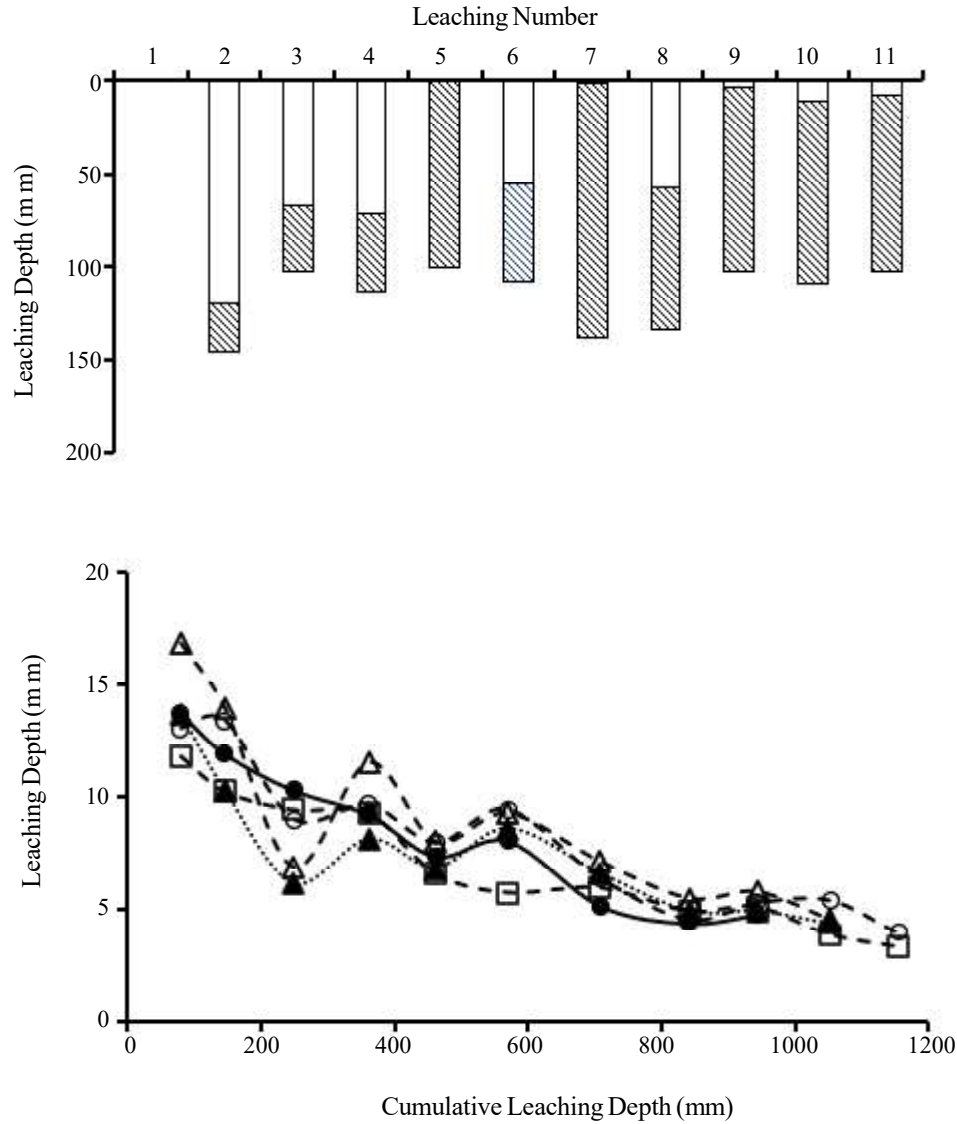 Leaching Number
1 2 3 4 5 6 7 8 9 10 11
Leaching Depth (m m)
0
50
100
150
200
Leaching Depth (m m)
20
15
10
5
0
0 200 400 600 800 1000 1200
Cumulative Leaching Depth (mm)